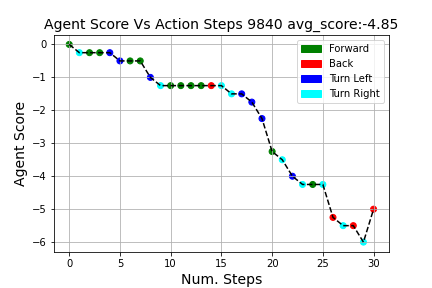 Agent Score Vs Action Steps 9840 avg_score:-4.85
Forward
Back
Turn Left
Turn Right
Agent Score
0
−1
−2
−3
−4
−5
−6
0 5 10 15 20 25 30
Num. Steps